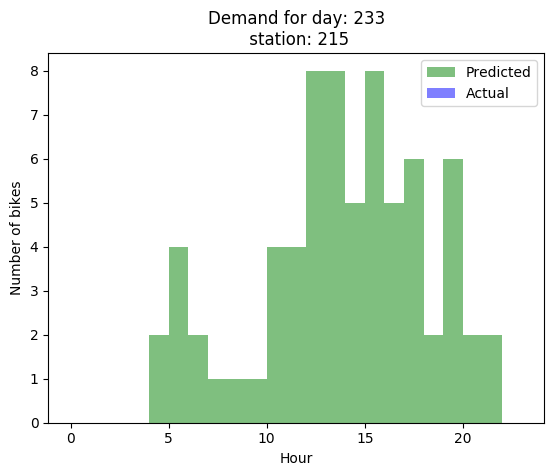 Demand for day: 233
station: 215
Predicted
Actual
8
7
6
5
4
3
2
1
0
Number of bikes
0 5 10 15 20
Hour